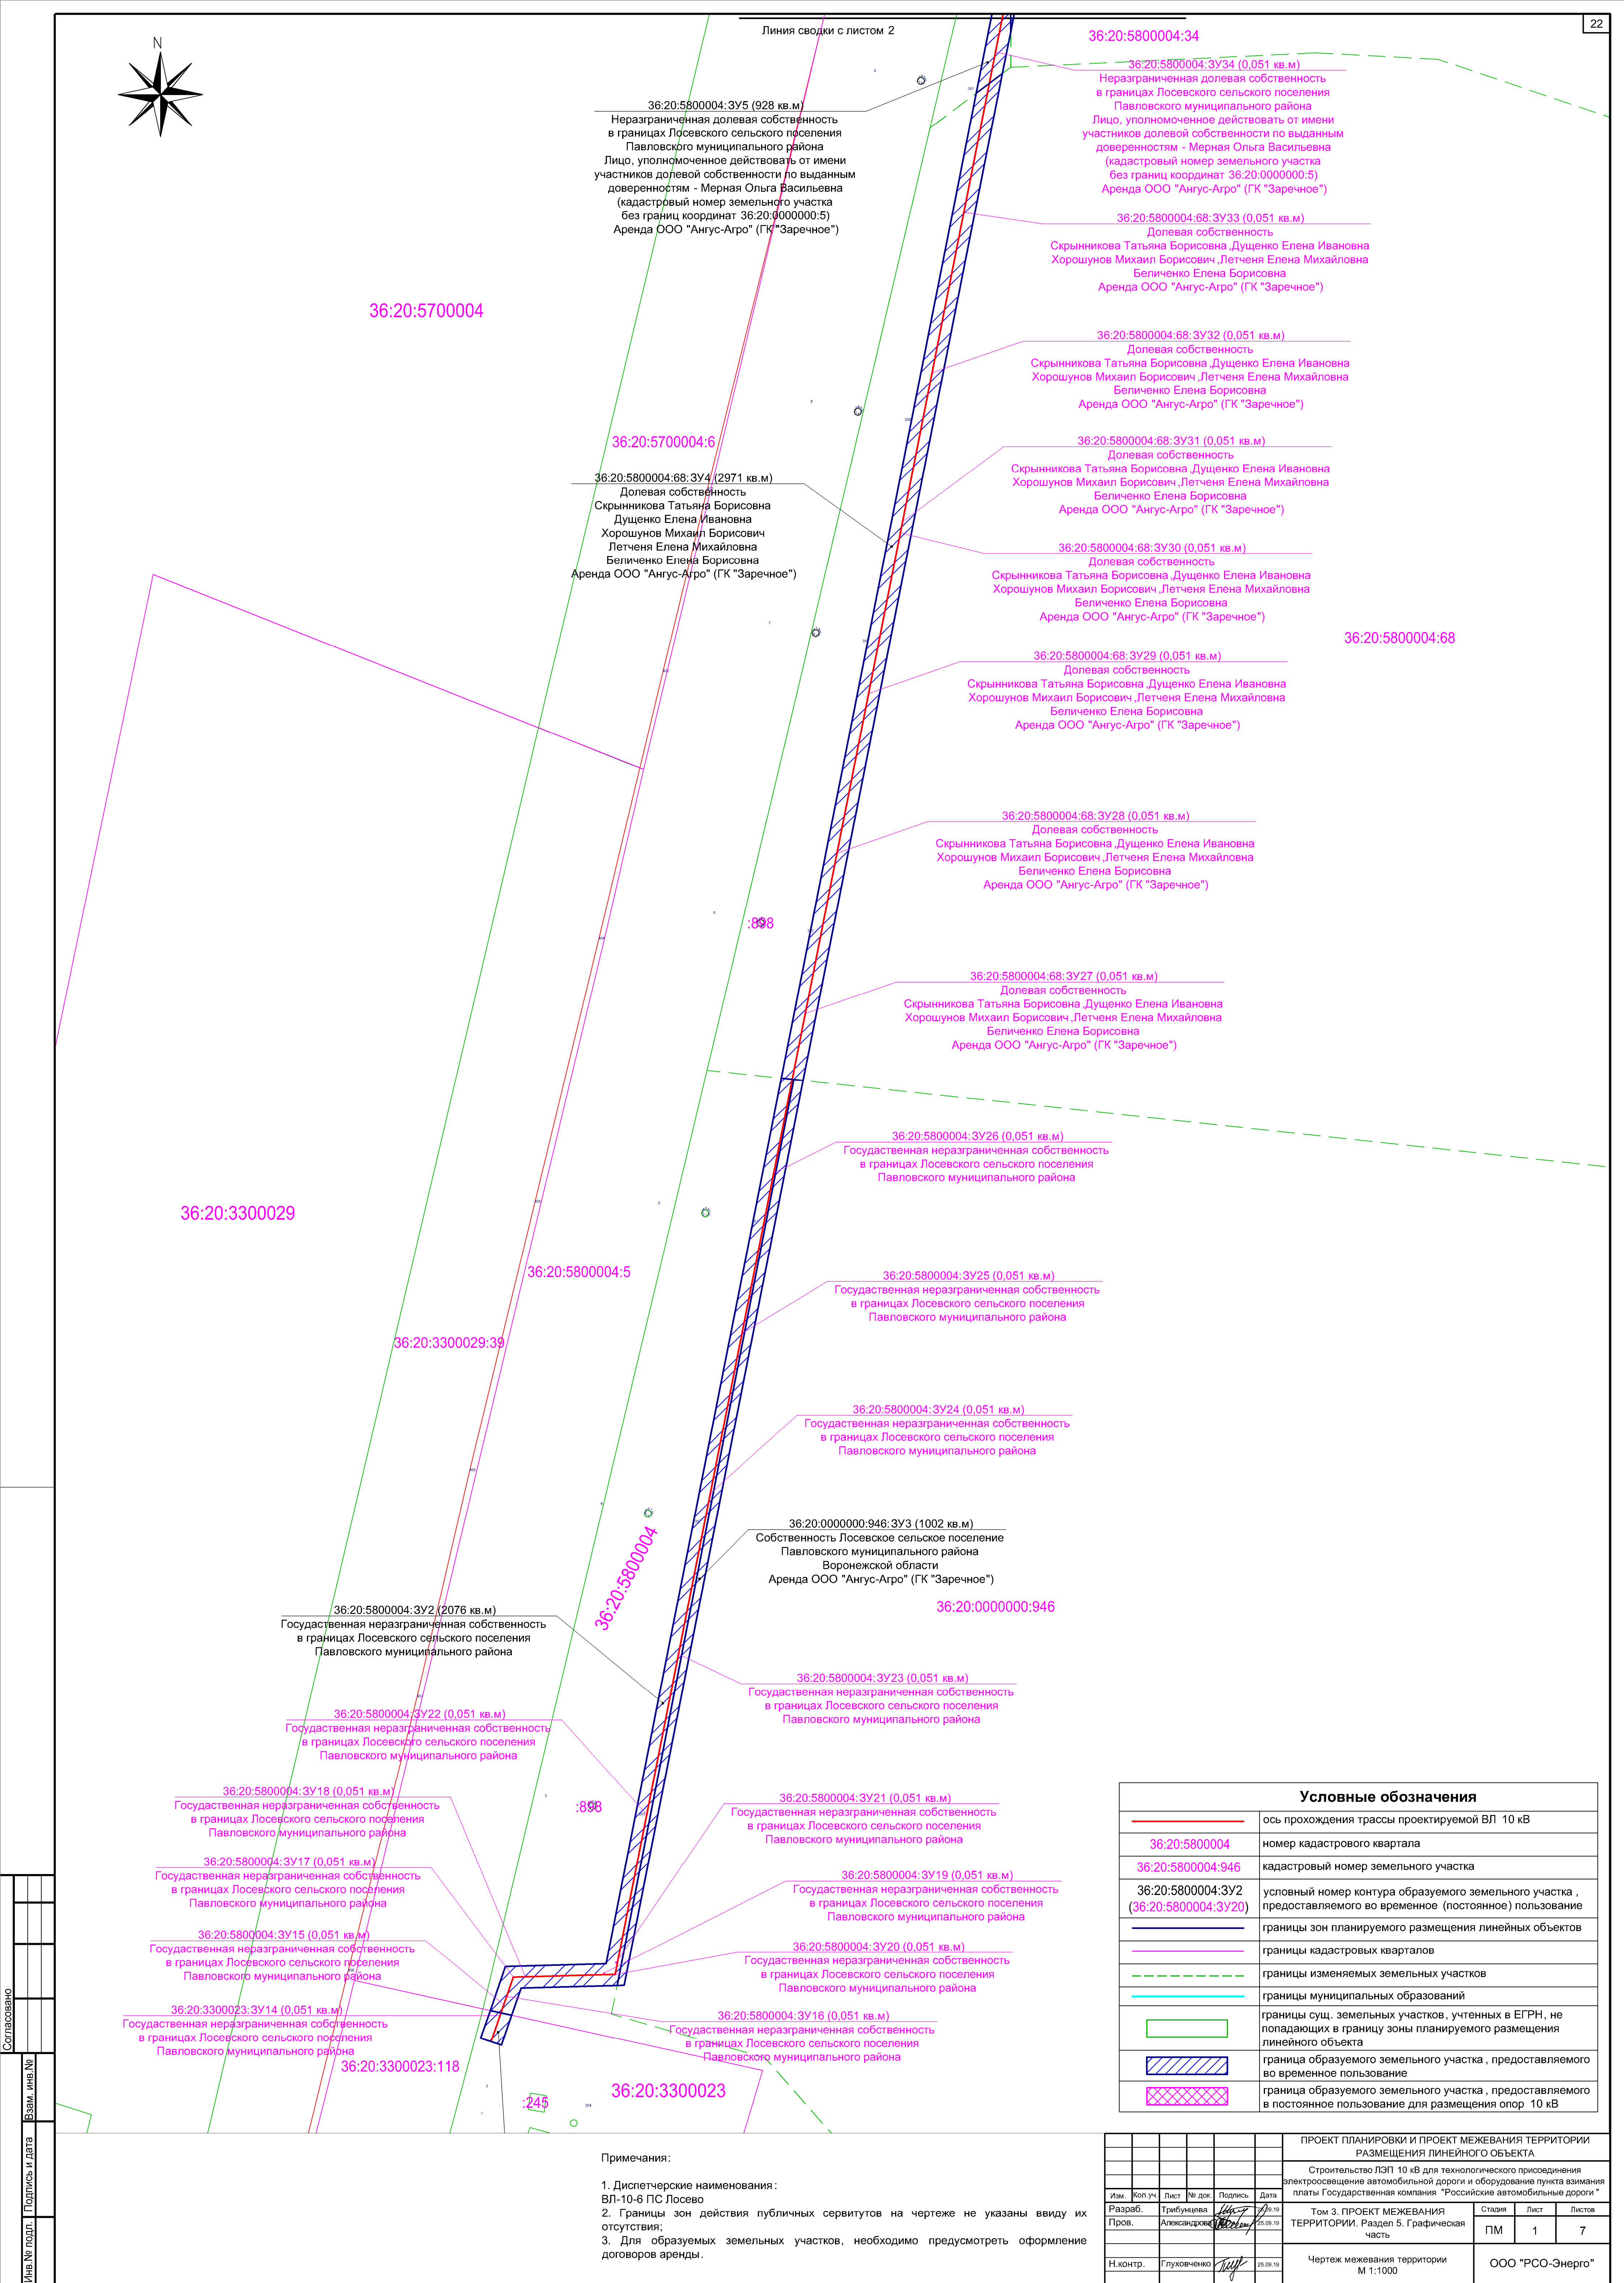 22
Линия сводки с листом 2
N
36:20:5800004:34
36:20:5800004:ЗУ34 (0,051 кв.м)
Неразграниченная долевая собственность
в границах Лосевского сельского поселения
Павловского муниципального района
Лицо, уполномоченное действовать от имени
участников долевой собственности по выданным
доверенностям - Мерная Ольга Васильевна
(кадастровый номер земельного участка
без границ координат 36:20:0000000:5)
Аренда ООО "Ангус-Агро" (ГК "Заречное")
36:20:5800004:ЗУ5 (928 кв.м)
Неразграниченная долевая собственность
в границах Лосевского сельского поселения
Павловского муниципального района
Лицо, уполномоченное действовать от имени
участников долевой собственности по выданным
доверенностям - Мерная Ольга Васильевна
(кадастровый номер земельного участка
без границ координат 36:20:0000000:5)
Аренда ООО "Ангус-Агро" (ГК "Заречное")
36:20:5800004:68:ЗУ33 (0,051 кв.м)
Долевая собственность
Скрынникова Татьяна Борисовна ,Дущенко Елена Ивановна
Хорошунов Михаил Борисович ,Летченя Елена Михайловна
Беличенко Елена Борисовна
Аренда ООО "Ангус-Агро" (ГК "Заречное")
36:20:5700004
36:20:5800004:68:ЗУ32 (0,051 кв.м)
Долевая собственность
Скрынникова Татьяна Борисовна ,Дущенко Елена Ивановна
Хорошунов Михаил Борисович ,Летченя Елена Михайловна
Беличенко Елена Борисовна
Аренда ООО "Ангус-Агро" (ГК "Заречное")
36:20:5700004:6
36:20:5800004:68:ЗУ31 (0,051 кв.м)
Долевая собственность
Скрынникова Татьяна Борисовна ,Дущенко Елена Ивановна
Хорошунов Михаил Борисович ,Летченя Елена Михайловна
Беличенко Елена Борисовна
Аренда ООО "Ангус-Агро" (ГК "Заречное")
36:20:5800004:68:ЗУ4 (2971 кв.м)
Долевая собственность
Скрынникова Татьяна Борисовна
Дущенко Елена Ивановна
Хорошунов Михаил Борисович
Летченя Елена Михайловна
Беличенко Елена Борисовна
Аренда ООО "Ангус-Агро" (ГК "Заречное")
36:20:5800004:68:ЗУ30 (0,051 кв.м)
Долевая собственность
Скрынникова Татьяна Борисовна ,Дущенко Елена Ивановна
Хорошунов Михаил Борисович ,Летченя Елена Михайловна
Беличенко Елена Борисовна
Аренда ООО "Ангус-Агро" (ГК "Заречное")
36:20:5800004:68
36:20:5800004:68:ЗУ29 (0,051 кв.м)
Долевая собственность
Скрынникова Татьяна Борисовна ,Дущенко Елена Ивановна
Хорошунов Михаил Борисович ,Летченя Елена Михайловна
Беличенко Елена Борисовна
Аренда ООО "Ангус-Агро" (ГК "Заречное")
36:20:5800004:68:ЗУ28 (0,051 кв.м)
Долевая собственность
Скрынникова Татьяна Борисовна ,Дущенко Елена Ивановна
Хорошунов Михаил Борисович ,Летченя Елена Михайловна
Беличенко Елена Борисовна
Аренда ООО "Ангус-Агро" (ГК "Заречное")
:898
36:20:5800004:68:ЗУ27 (0,051 кв.м)
Долевая собственность
Скрынникова Татьяна Борисовна ,Дущенко Елена Ивановна
Хорошунов Михаил Борисович ,Летченя Елена Михайловна
Беличенко Елена Борисовна
Аренда ООО "Ангус-Агро" (ГК "Заречное")
36:20:5800004:ЗУ26 (0,051 кв.м)
Госудаственная неразграниченная собственность
в границах Лосевского сельского поселения
Павловского муниципального района
36:20:3300029
36:20:5800004:5
36:20:5800004:ЗУ25 (0,051 кв.м)
Госудаственная неразграниченная собственность
в границах Лосевского сельского поселения
Павловского муниципального района
36:20:3300029:39
36:20:5800004:ЗУ24 (0,051 кв.м)
Госудаственная неразграниченная собственность
в границах Лосевского сельского поселения
Павловского муниципального района
36:20:5800004
36:20:0000000:946:ЗУ3 (1002 кв.м)
Собственность Лосевское сельское поселение
Павловского муниципального района
Воронежской области
Аренда ООО "Ангус-Агро" (ГК "Заречное")
36:20:0000000:946
36:20:5800004:ЗУ2 (2076 кв.м)
Госудаственная неразграниченная собственность
в границах Лосевского сельского поселения
Павловского муниципального района
36:20:5800004:ЗУ23 (0,051 кв.м)
Госудаственная неразграниченная собственность
в границах Лосевского сельского поселения
Павловского муниципального района
36:20:5800004:ЗУ22 (0,051 кв.м)
Госудаственная неразграниченная собственность
в границах Лосевского сельского поселения
Павловского муниципального района
36:20:5800004:ЗУ18 (0,051 кв.м)
Госудаственная неразграниченная собственность
в границах Лосевского сельского поселения
Павловского муниципального района
:898
36:20:5800004:ЗУ21 (0,051 кв.м)
Госудаственная неразграниченная собственность
в границах Лосевского сельского поселения
Павловского муниципального района
36:20:5800004:ЗУ17 (0,051 кв.м)
Госудаственная неразграниченная собственность
в границах Лосевского сельского поселения
Павловского муниципального района
36:20:5800004:ЗУ19 (0,051 кв.м)
Госудаственная неразграниченная собственность
в границах Лосевского сельского поселения
Павловского муниципального района
36:20:5800004:ЗУ15 (0,051 кв.м)
Госудаственная неразграниченная собственность
в границах Лосевского сельского поселения
Павловского муниципального района
36:20:5800004:ЗУ20 (0,051 кв.м)
Госудаственная неразграниченная собственность
в границах Лосевского сельского поселения
Павловского муниципального района
36:20:3300023:ЗУ14 (0,051 кв.м)
Госудаственная неразграниченная собственность
в границах Лосевского сельского поселения
Павловского муниципального района
36:20:5800004:ЗУ16 (0,051 кв.м)
Госудаственная неразграниченная собственность
в границах Лосевского сельского поселения
Павловского муниципального района
36:20:3300023:118
36:20:3300023
:245
Условные обозначения
ось прохождения трассы проектируемой ВЛ 10 кВ
36:20:5800004
номер кадастрового квартала
36:20:5800004:946
кадастровый номер земельного участка
36:20:5800004:ЗУ2
(36:20:5800004:ЗУ20)
условный номер контура образуемого земельного участка ,
предоставляемого во временное (постоянное) пользование
границы зон планируемого размещения линейных объектов
границы кадастровых кварталов
границы изменяемых земельных участков
границы муниципальных образований
границы сущ. земельных участков, учтенных в ЕГРН, не
попадающих в границу зоны планируемого размещения
линейного объекта
граница образуемого земельного участка , предоставляемого
во временное пользование
граница образуемого земельного участка , предоставляемого
в постоянное пользование для размещения опор 10 кВ
Примечания:
1. Диспетчерские наименования :
ВЛ-10-6 ПС Лосево
2. Границы зон действия публичных сервитутов на чертеже не указаны ввиду их
отсутствия;
3. Для образуемых земельных участков, необходимо предусмотреть оформление
договоров аренды.
ПРОЕКТ ПЛАНИРОВКИ И ПРОЕКТ МЕЖЕВАНИЯ ТЕРРИТОРИИ
РАЗМЕЩЕНИЯ ЛИНЕЙНОГО ОБЪЕКТА
Строительство ЛЭП 10 кВ для технологического присоединения
электроосвещение автомобильной дороги и оборудование пункта взимания
платы Государственная компания "Российские автомобильные дороги "
Изм. Кол.уч. Лист № док. Подпись Дата
Разраб. Трибунцева 25.09.19
Пров. Александрова 25.09.19
Н.контр. Глуховченко 25.09.19
Том 3. ПРОЕКТ МЕЖЕВАНИЯ
ТЕРРИТОРИИ. Раздел 5. Графическая
часть
Стадия Лист Листов
ПМ 1 7
Чертеж межевания территории
М 1:1000
ООО "РСО-Энерго"
Согласовано
Взам. инв.№
Подпись и дата
Инв.№ подл.